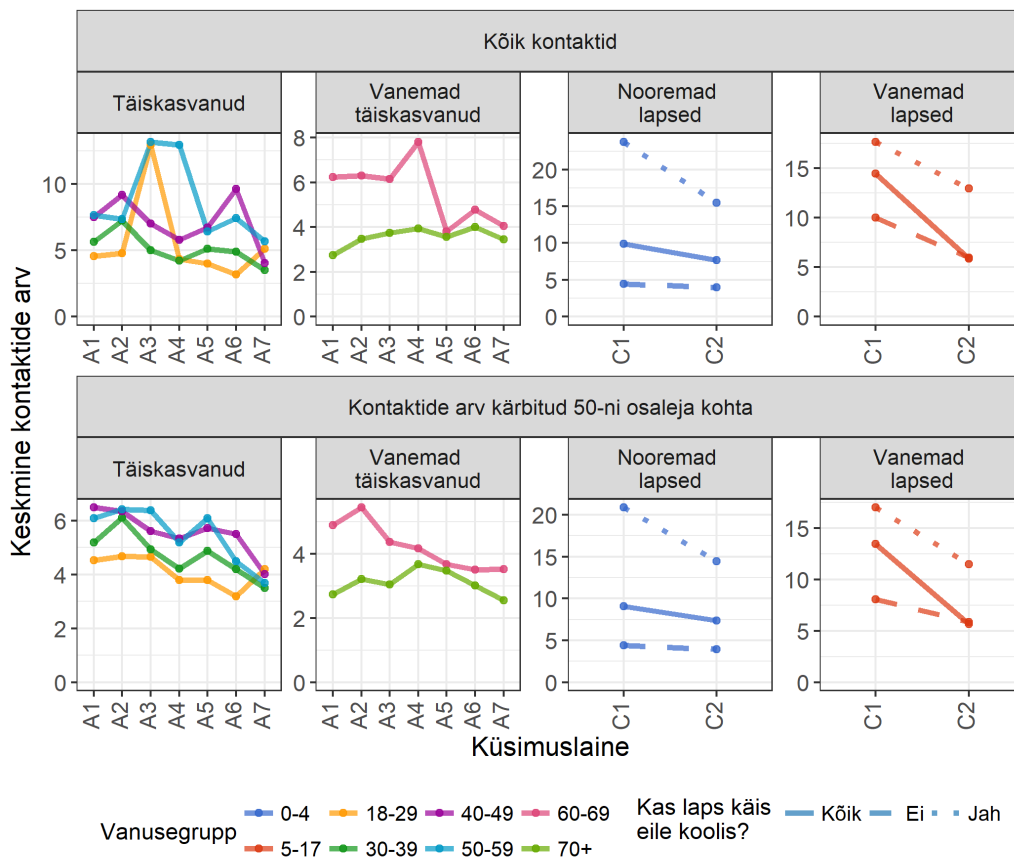 Kõik kontaktid
Täiskasvanud
Vanemad
täiskasvanud
Nooremad
lapsed
Vanemad
lapsed
0
5
10
0
2
4
6
8
0
5
10
15
20
0
5
10
15
A1 A2 A3 A4 A5 A6 A7
A1 A2 A3 A4 A5 A6 A7
C1 C2
C1 C2
Keskmine kontaktide arv
Kontaktide arv kärbitud 50-ni osaleja kohta
Täiskasvanud
Vanemad
täiskasvanud
Nooremad
lapsed
Vanemad
lapsed
0
2
4
6
0
2
4
0
5
10
15
20
0
5
10
15
A1 A2 A3 A4 A5 A6 A7
A1 A2 A3 A4 A5 A6 A7
C1 C2
C1 C2
Küsimuslaine
Vanusegrupp
0-4 18-29 40-49 60-69
5-17 30-39 50-59 70+
Kas laps käis
eile koolis?
Kõik Ei Jah